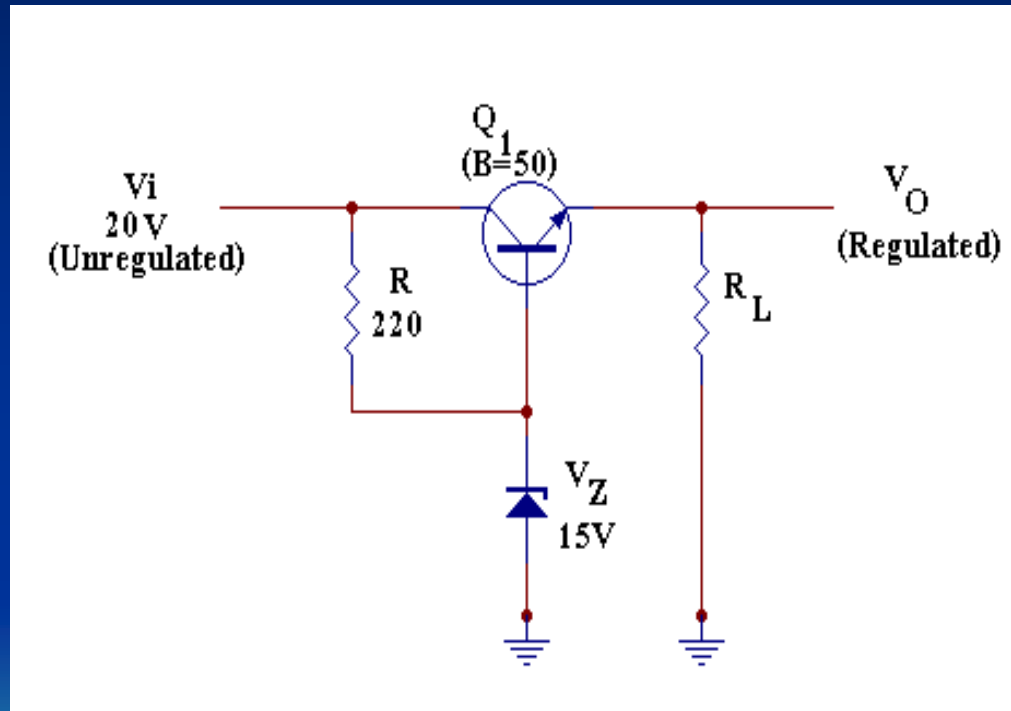 Q1
(B=50)
Vi
20V
(Unregulated)
VO
(Regulated)
R
220
RL
VZ
15V